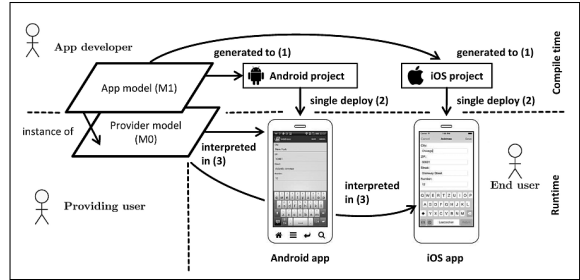 App developer
generated to (1)
generated to (1)
Compile time
App model (M1)
Android project
iOS project
single deploy (2)
single deploy (2)
instance of
Provider model
(M0)
interpreted
in (3)
interpreted
in (3)
Providing user
End user
Runtime
Android app
iOS app